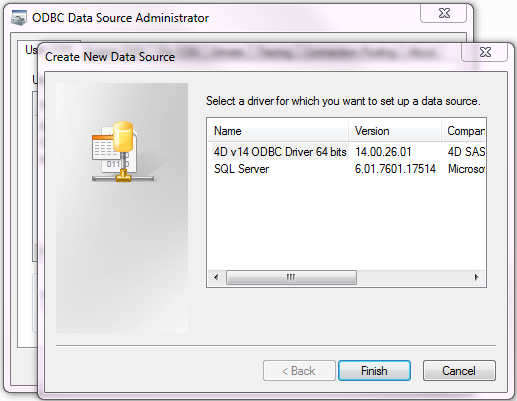 ODBC Data Source Administrator
Create New Data Source
Select a driver for which you want to set up a data source.
Name Version Compan
4D v14 ODBC Driver 64 bits 14.00.26.01 4D SAS
SQL Server 6.01.7601.17514 Microsof
< Back Finish Cancel